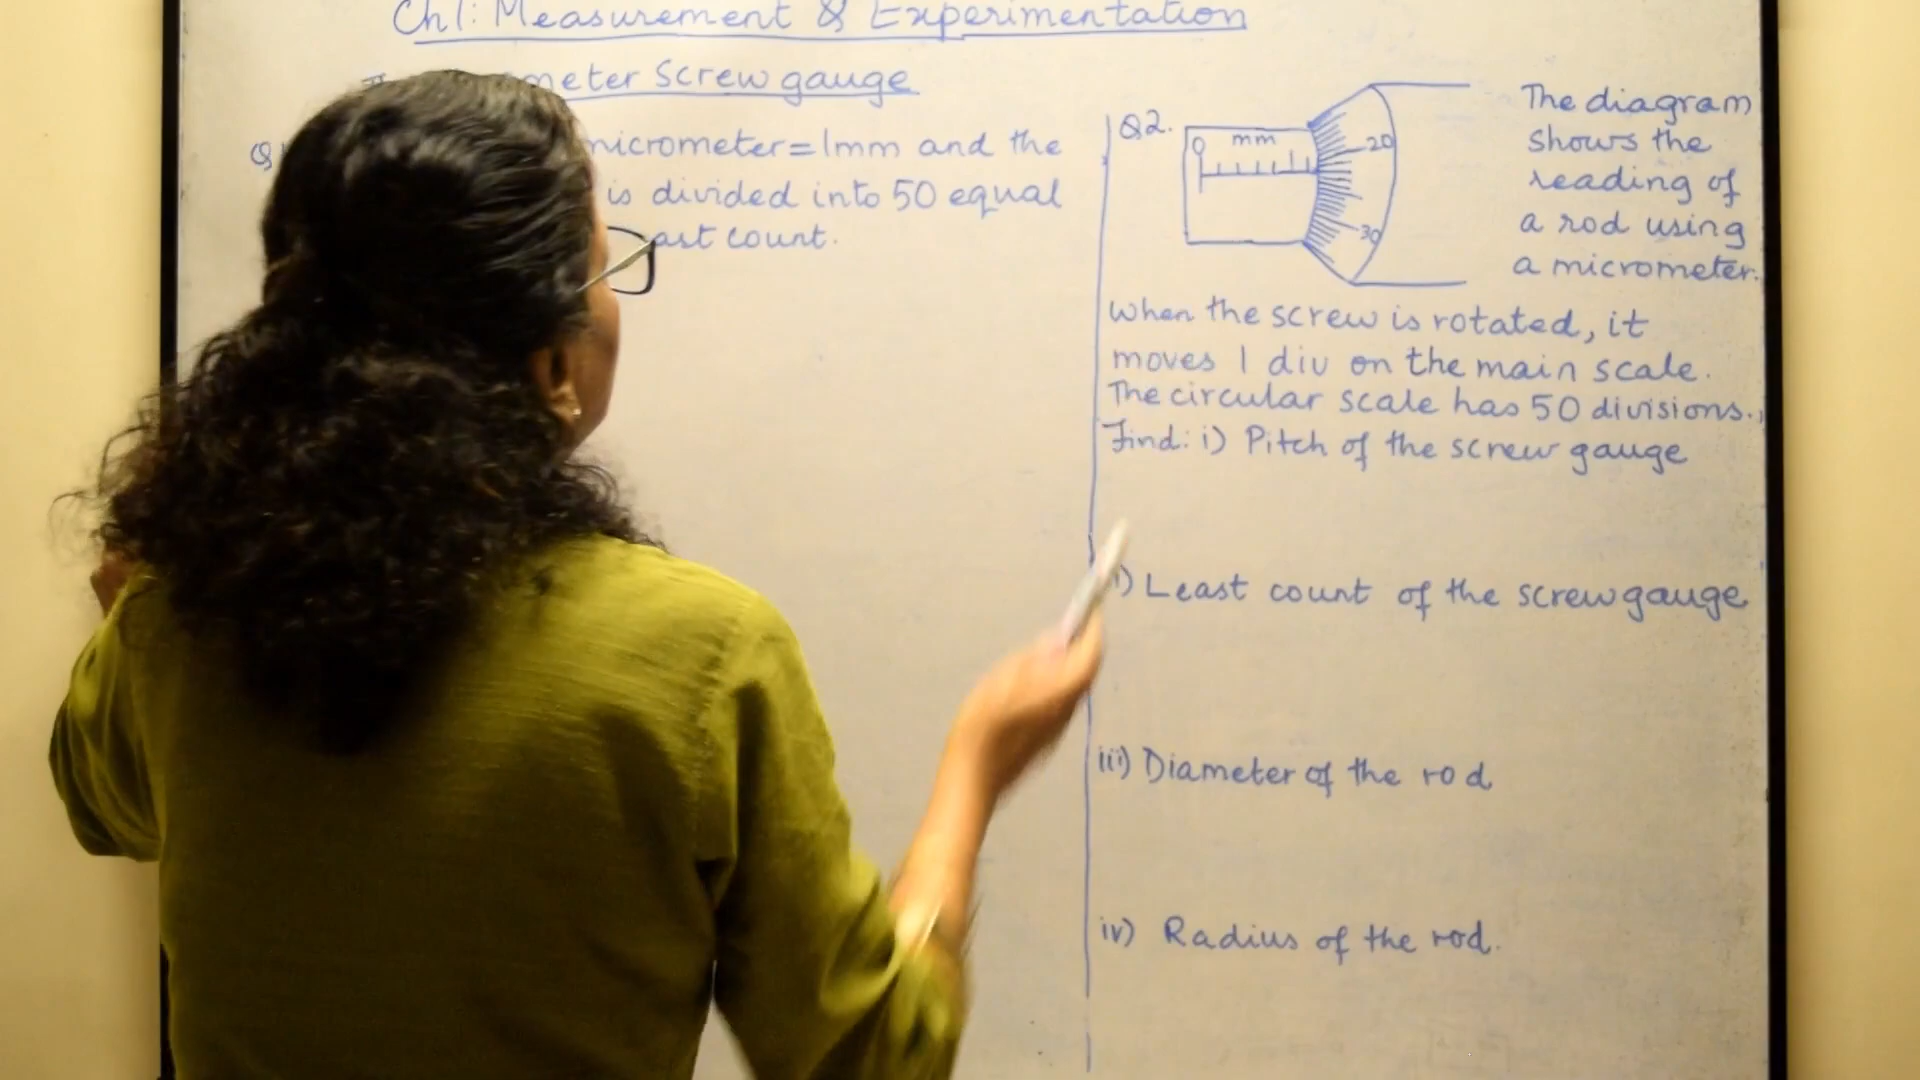 Ch1: Measurement & Experimentation
meter Screw gauge
micrometer = 1mm and the
is divided into 50 equal
count.
Q2.
0 mm
20
30
The diagram
shows the
reading of
a rod using
a micrometer.
When the screw is rotated, it
moves 1 div on the main scale.
The circular scale has 50 divisions.
Find: i) Pitch of the screw gauge
i) Least count of the screw gauge
iii) Diameter of the rod
iv) Radius of the rod.